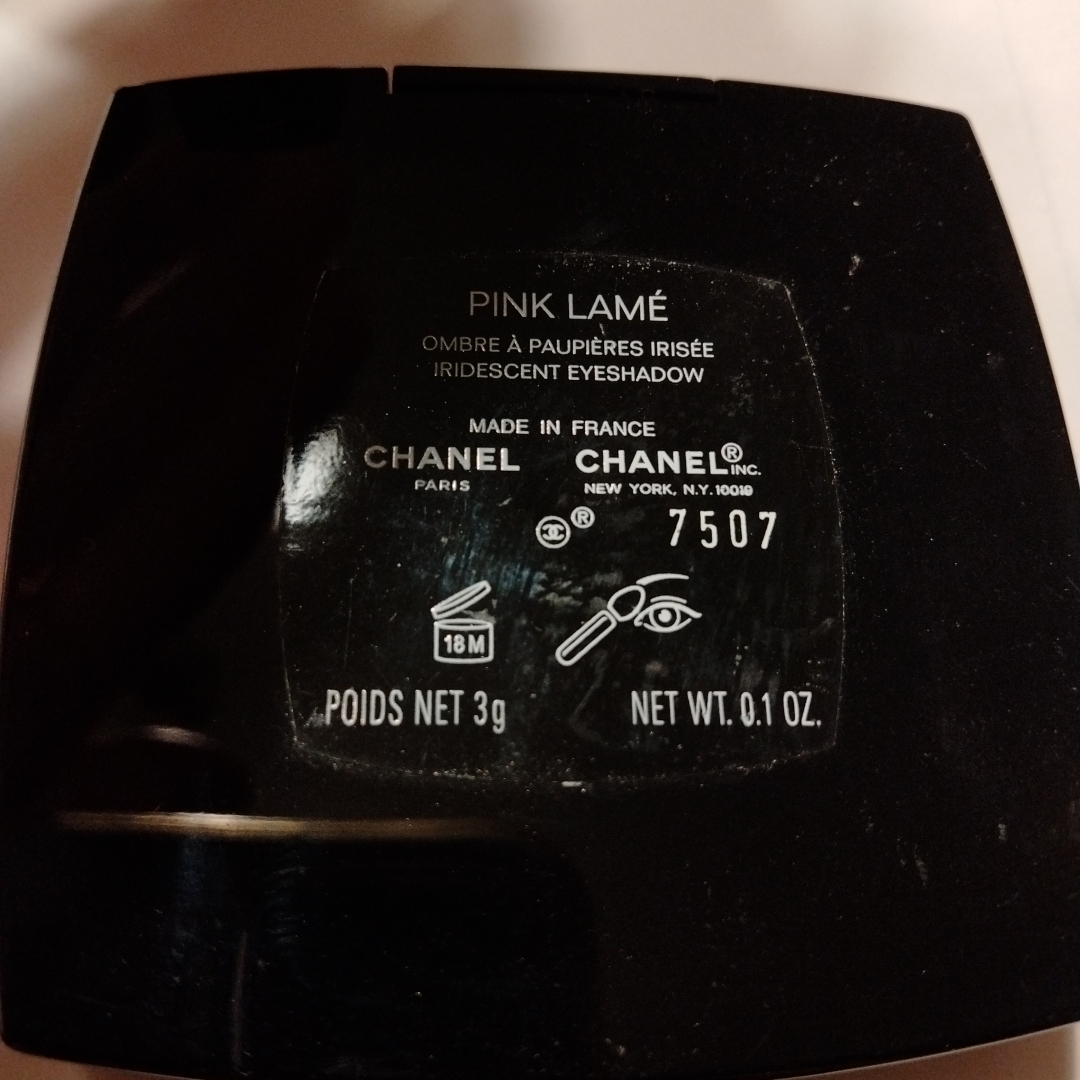 PINK LAMÉ
OMBRE À PAUPIÈRES IRISÉE
IRIDESCENT EYESHADOW
MADE IN FRANCE
CHANEL CHANEL® INC.
PARIS NEW YORK, N.Y. 10019
® 7507
18M
POIDS NET 3g NET WT. 0.1 OZ.